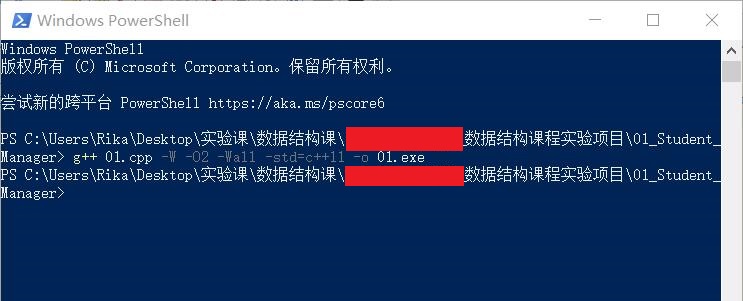 Windows PowerShell
Windows PowerShell
版权所有 (C) Microsoft Corporation。保留所有权利。
尝试新的跨平台 PowerShell https://aka.ms/pscore6
PS C:\Users\Rika\Desktop\实验课\数据结构课\数据结构课程实验项目\01_Student_
Manager> g++ 01.cpp -W -O2 -Wall -std=c++11 -o 01.exe
PS C:\Users\Rika\Desktop\实验课\数据结构课\数据结构课程实验项目\01_Student_
Manager>